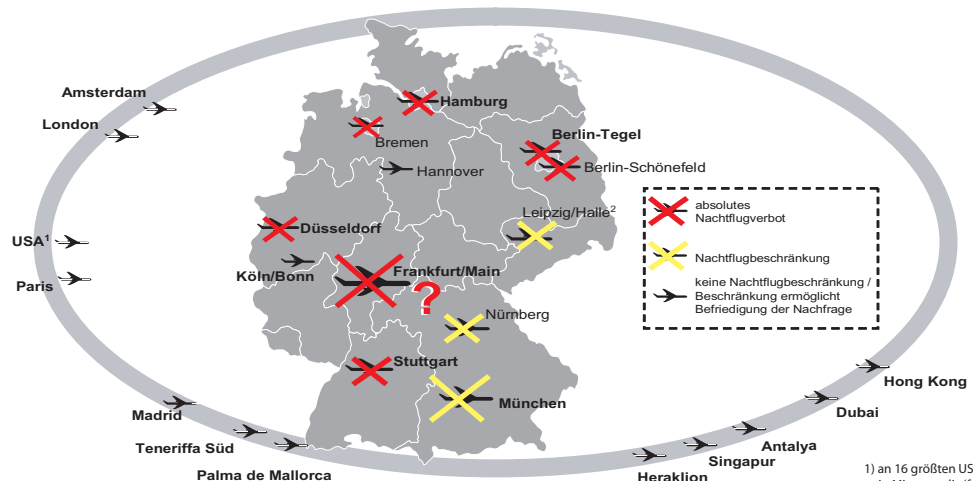 Amsterdam
London
USA¹
Paris
Madrid
Teneriffa Süd
Palma de Mallorca
Hamburg
Bremen
Hannover
Berlin-Tegel
Berlin-Schönefeld
Leipzig/Halle²
Düsseldorf
Köln/Bonn
Frankfurt/Main
?
Nürnberg
Stuttgart
München
absolutes
Nachtflugverbot
Nachtflugbeschränkung
keine Nachtflugbeschränkung /
Beschränkung ermöglicht
Befriedigung der Nachfrage
Hong Kong
Dubai
Antalya
Singapur
Heraklion
1) an 16 größten US